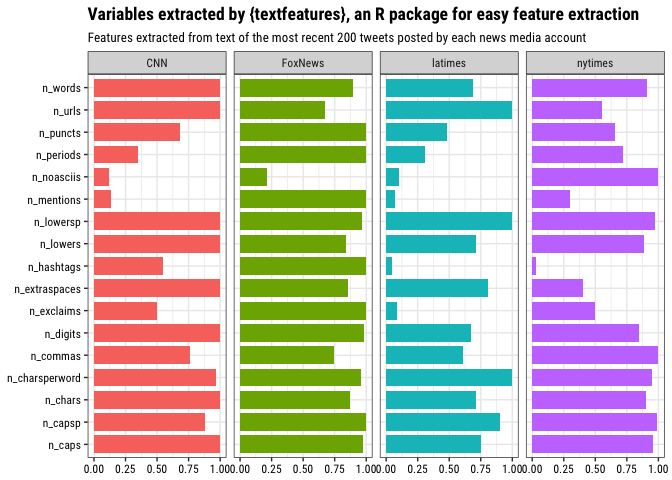 Variables extracted by {textfeatures}, an R package for easy feature extraction
Features extracted from text of the most recent 200 tweets posted by each news media account
CNN FoxNews latimes nytimes
n_words
n_urls
n_puncts
n_periods
n_noasciis
n_mentions
n_lowersp
n_lowers
n_hashtags
n_extraspaces
n_exclaims
n_digits
n_commas
n_charsperword
n_chars
n_capsp
n_caps
0.00 0.25 0.50 0.75 1.00 0.00 0.25 0.50 0.75 1.00 0.00 0.25 0.50 0.75 1.00 0.00 0.25 0.50 0.75 1.00